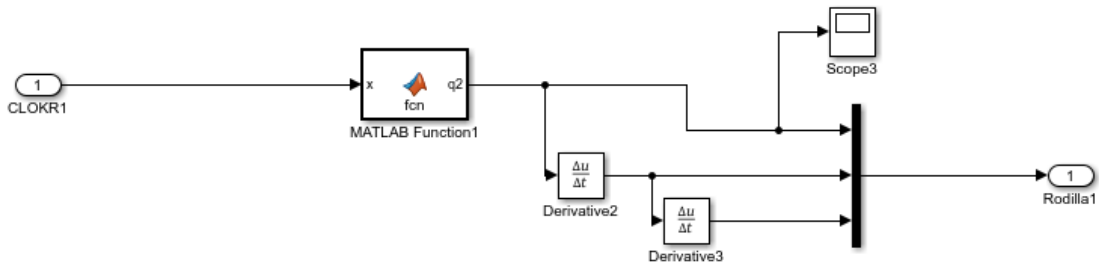 Scope3
1
CLOKR1
x
fcn
q2
MATLAB Function1
Δu
Δt
Derivative2
Δu
Δt
Derivative3
1
Rodilla1